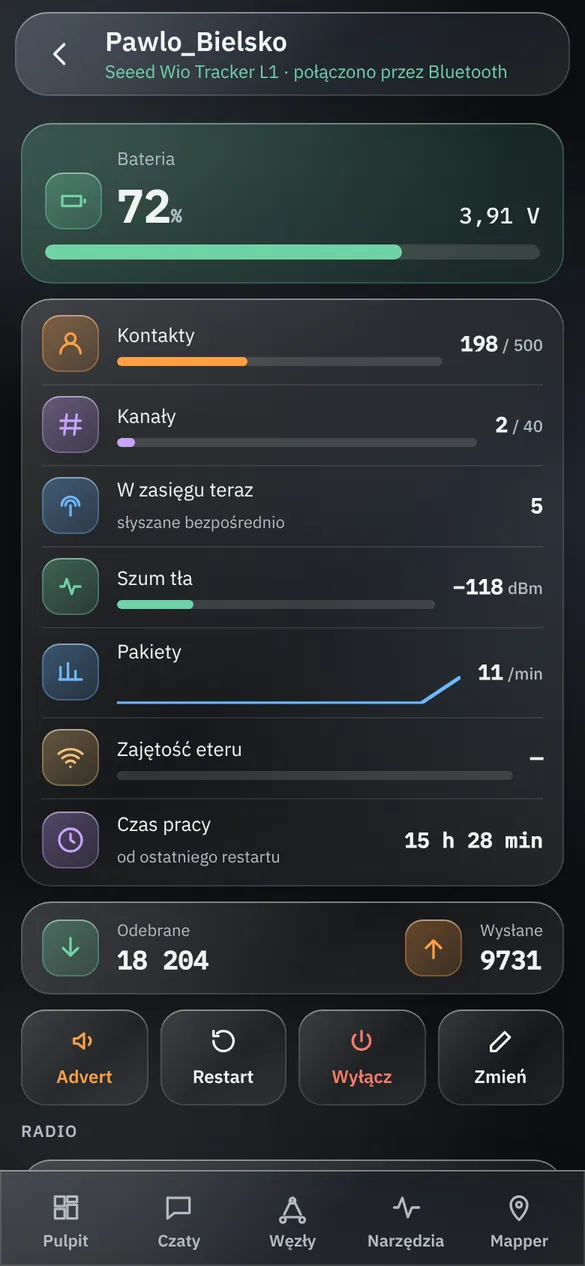 Pawlo_Bielsko
Seeed Wio Tracker L1 · połączono przez Bluetooth
Bateria
72%
3,91 V
Kontakty
198 / 500
Kanały
2 / 40
W zasięgu teraz
słyszane bezpośrednio
5
Szum tła
−118 dBm
Pakiety
11 /min
Zajętość eteru
–
Czas pracy
od ostatniego restartu
15 h 28 min
Odebrane
18 204
Wysłane
9731
Advert
Restart
Wyłącz
Zmień
RADIO
Pulpit
Czaty
Węzły
Narzędzia
Mapper